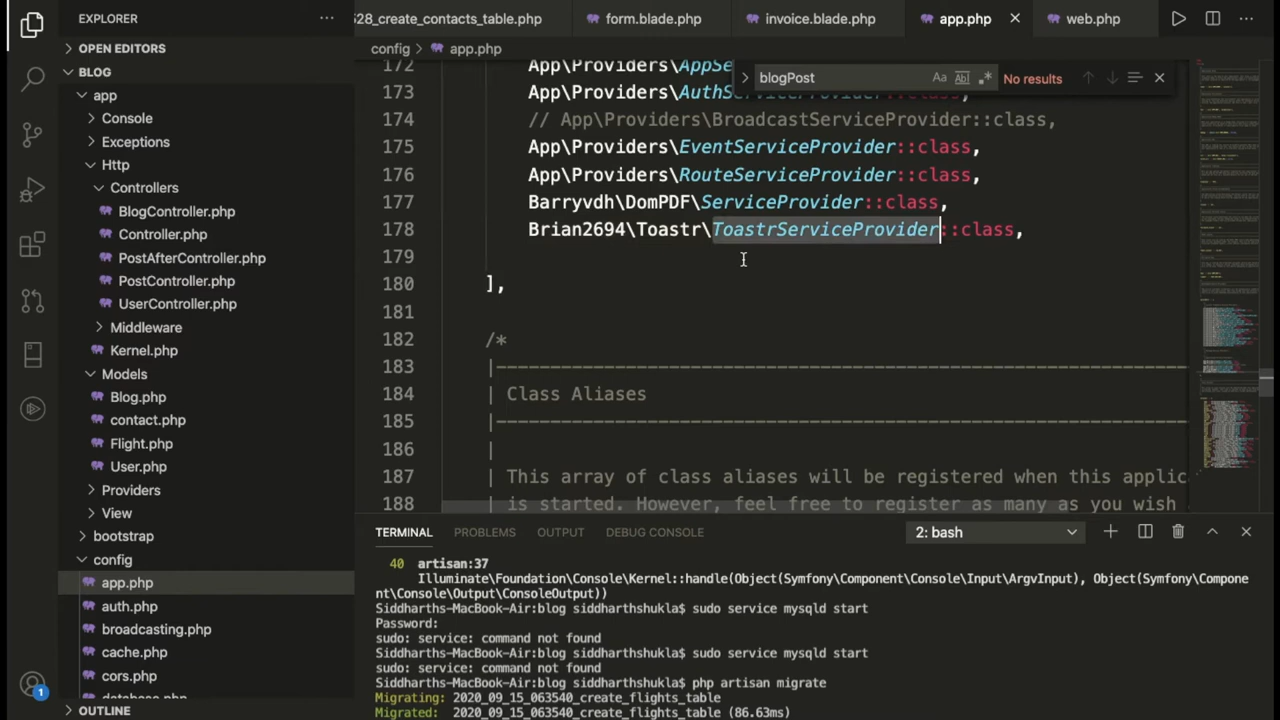 EXPLORER
OPEN EDITORS
BLOG
app
Console
Exceptions
Http
Controllers
BlogController.php
Controller.php
PostAfterController.php
PostController.php
UserController.php
Middleware
Kernel.php
Models
Blog.php
contact.php
Flight.php
User.php
Providers
View
bootstrap
config
app.php
auth.php
broadcasting.php
cache.php
cors.php
database.php
OUTLINE
1
528_create_contacts_table.php
form.blade.php
invoice.blade.php
app.php
web.php
config > app.php
blogPost
Aa
No results
172 App\Providers\AppSe
173 App\Providers\AuthServiceProvider::class,
174 // App\Providers\BroadcastServiceProvider::class,
175 App\Providers\EventServiceProvider::class,
176 App\Providers\RouteServiceProvider::class,
177 Barryvdh\DomPDF\ServiceProvider::class,
178 Brian2694\Toastr\ToastrServiceProvider::class,
179
180 ],
181
182 /*
183 |--------------------------------------------------------------------------
184 | Class Aliases
185 |--------------------------------------------------------------------------
186 |
187 | This array of class aliases will be registered when this applic
188 | is started. However, feel free to register as many as you wish
TERMINAL PROBLEMS OUTPUT DEBUG CONSOLE
2: bash
40 artisan:37
Illuminate\Foundation\Console\Kernel::handle(Object(Symfony\Component\Console\Input\ArgvInput), Object(Symfony\Compone
nt\Console\Output\ConsoleOutput))
Siddharths-MacBook-Air:blog siddharthshukla$ sudo service mysqld start
Password:
sudo: service: command not found
Siddharths-MacBook-Air:blog siddharthshukla$ sudo service mysqld start
sudo: service: command not found
Siddharths-MacBook-Air:blog siddharthshukla$ php artisan migrate
Migrating: 2020_09_15_063540_create_flights_table
Migrated: 2020_09_15_063540_create_flights_table (86.63ms)